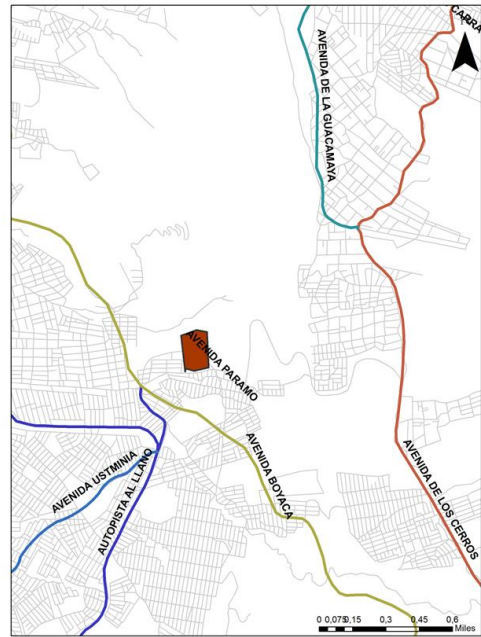 CARRA
AVENIDA DE LA GUACAMAYA
AVENIDA PARAMO
AVENIDA BOYACA
AVENIDA USTMINIA
AUTOPISTA AL LLANO
AVENIDA DE LOS CERROS
0 0,075 0,15 0,3 0,45 0,6
Miles